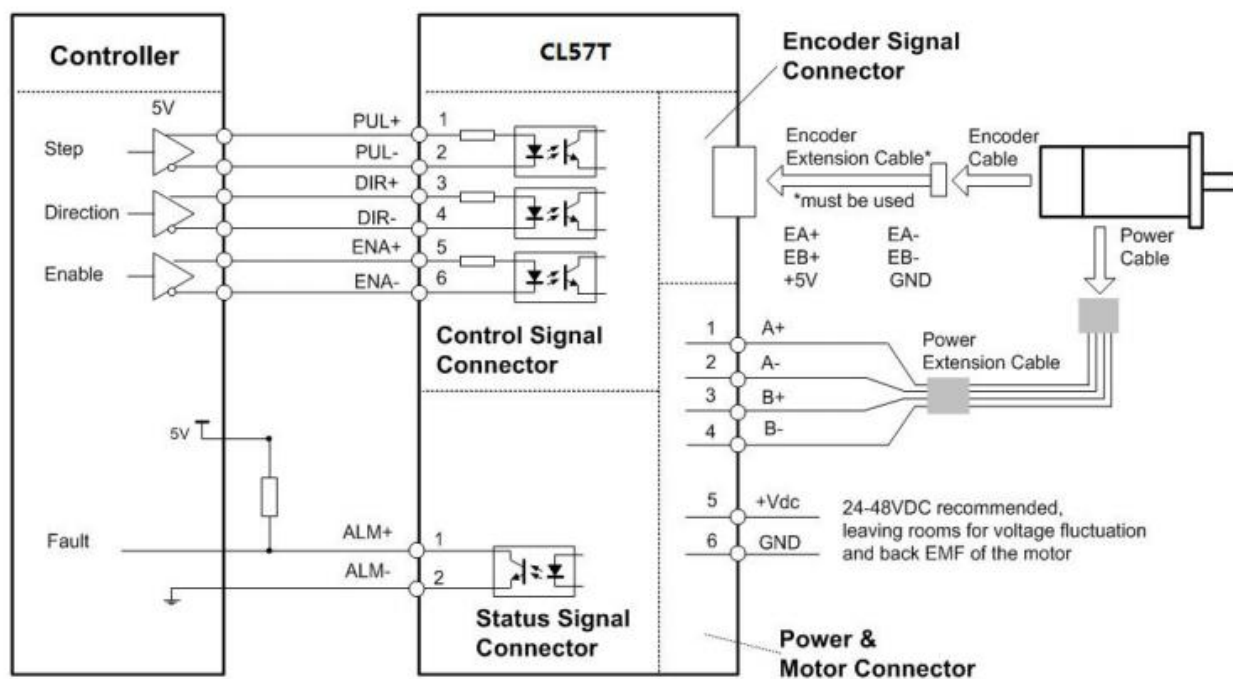 Controller
CL57T
Encoder Signal
Connector
5V
Step
Direction
Enable
PUL+
1
PUL-
2
DIR+
3
DIR-
4
ENA+
5
ENA-
6
Control Signal
Connector
Encoder
Extension Cable*
*must be used
Encoder
Cable
EA+
EA-
EB+
EB-
+5V
GND
Power
Cable
1
A+
2
A-
3
B+
4
B-
Power
Extension Cable
5V
Fault
ALM+
1
ALM-
2
Status Signal
Connector
5
+Vdc
6
GND
24-48VDC recommended,
leaving rooms for voltage fluctuation
and back EMF of the motor
Power &
Motor Connector